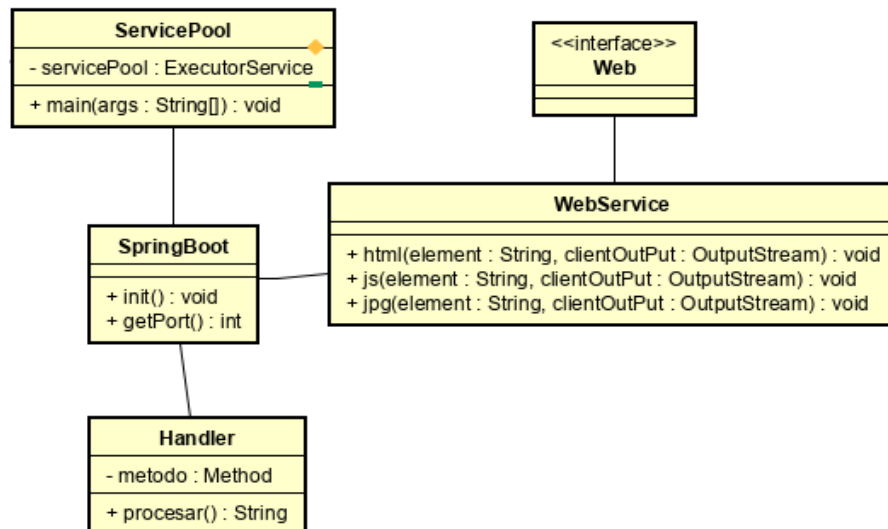 ServicePool
- servicePool : ExecutorService
+ main(args : String[]) : void
<<interface>>
Web
WebService
+ html(element : String, clientOutPut : OutputStream) : void
+ js(element : String, clientOutPut : OutputStream) : void
+ jpg(element : String, clientOutPut : OutputStream) : void
SpringBoot
+ init() : void
+ getPort() : int
Handler
- metodo : Method
+ procesar() : String